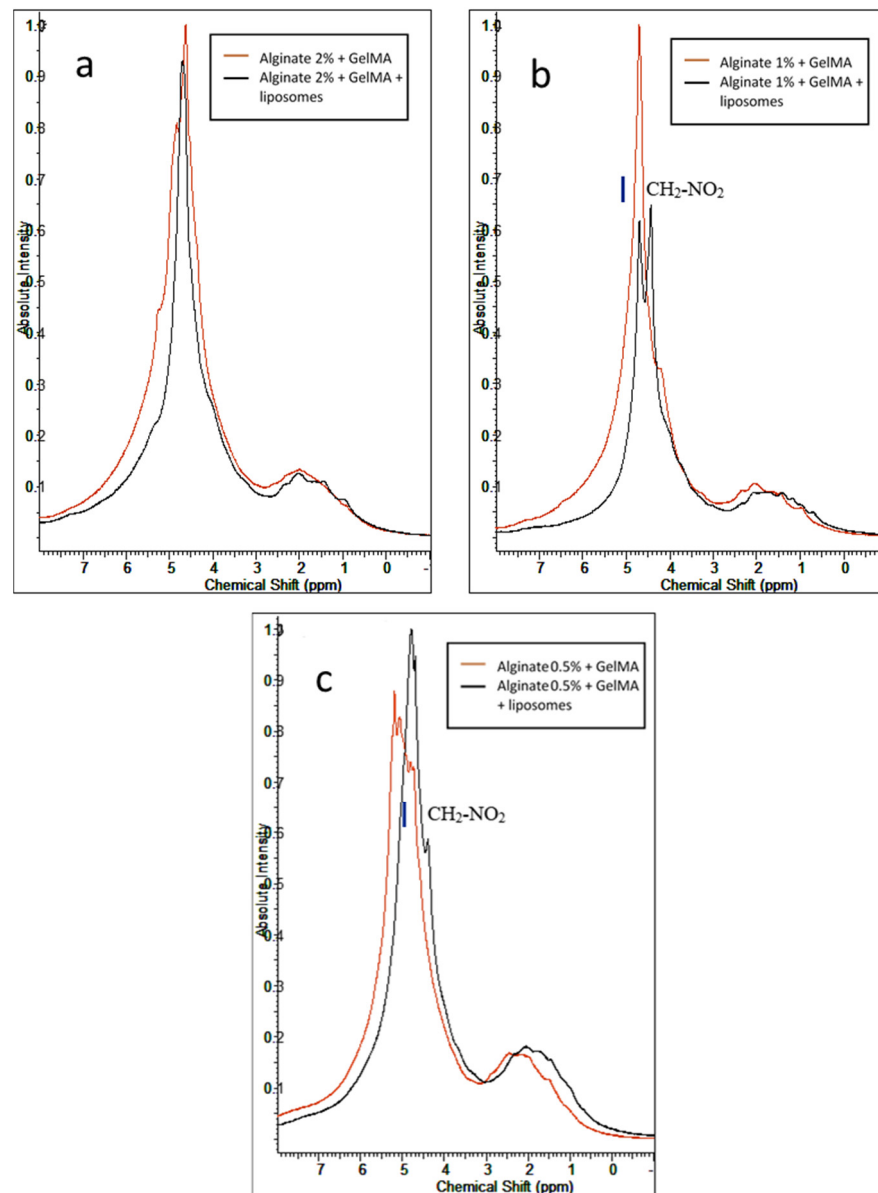 a
Alginate 2% + GelMA
Alginate 2% + GelMA +
liposomes
Absolute Intensity
1.0
0.9
0.8
0.7
0.6
0.5
0.4
0.3
0.2
0.1
7 6 5 4 3 2 1 0 -
Chemical Shift (ppm)
b
Alginate 1% + GelMA
Alginate 1% + GelMA +
liposomes
CH₂-NO₂
Absolute Intensity
1.0
0.9
0.8
0.7
0.6
0.5
0.4
0.3
0.2
0.1
7 6 5 4 3 2 1 0
Chemical Shift (ppm)
c
Alginate 0.5% + GelMA
Alginate 0.5% + GelMA
+ liposomes
CH₂-NO₂
Absolute Intensity
0.9
0.8
0.7
0.6
0.5
0.4
0.3
0.2
0.1
7 6 5 4 3 2 1 0 -
Chemical Shift (ppm)